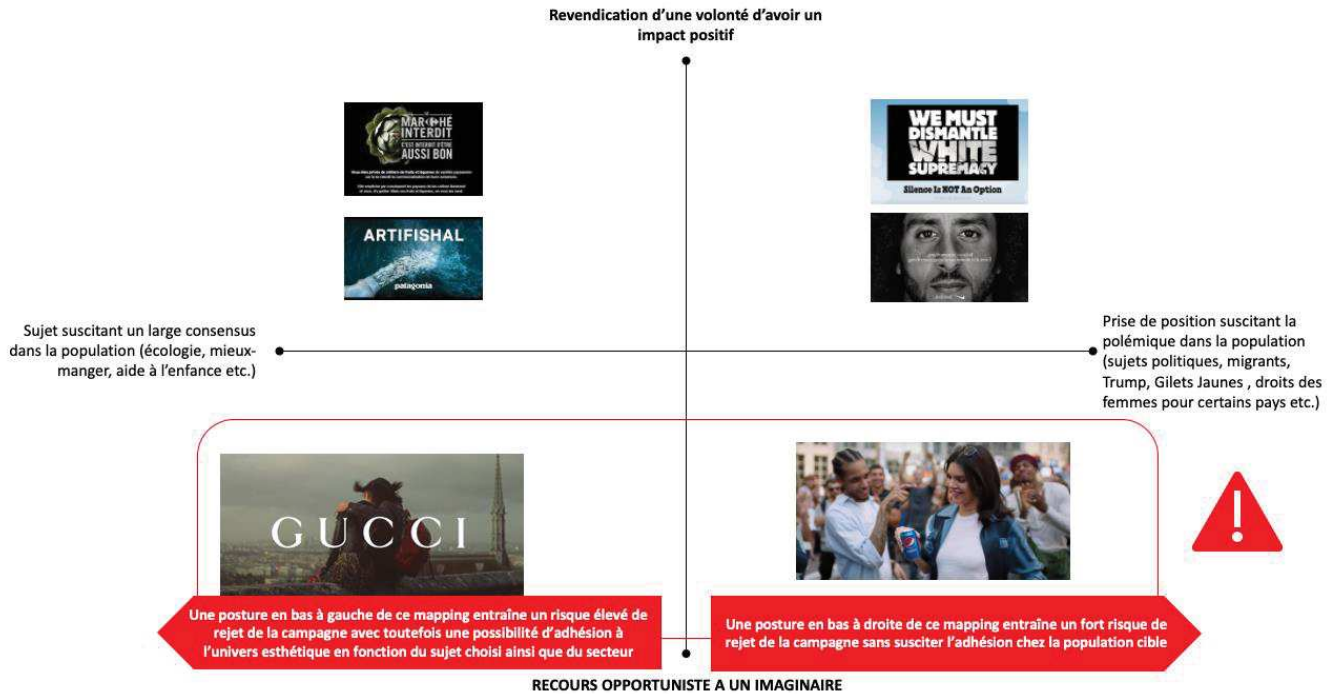 Revendication d’une volonté d’avoir un
impact positif
MARCHÉ
INTERDIT
C'EST INTERDIT D'ÊTRE
AUSSI BON
WE MUST
DISMANTLE
WHITE
SUPREMACY
Silence Is NOT An Option
ARTIFISHAL
patagonia
Sujet suscitant un large consensus
dans la population (écologie, mieux-
manger, aide à l’enfance etc.)
Prise de position suscitant la
polémique dans la population
(sujets politiques, migrants,
Trump, Gilets Jaunes , droits des
femmes pour certains pays etc.)
GUCCI
Une posture en bas à gauche de ce mapping entraîne un risque élevé de
rejet de la campagne avec toutefois une possibilité d’adhésion à
l’univers esthétique en fonction du sujet choisi ainsi que du secteur
Une posture en bas à droite de ce mapping entraîne un fort risque de
rejet de la campagne sans susciter l’adhésion chez la population cible
RECOURS OPPORTUNISTE A UN IMAGINAIRE